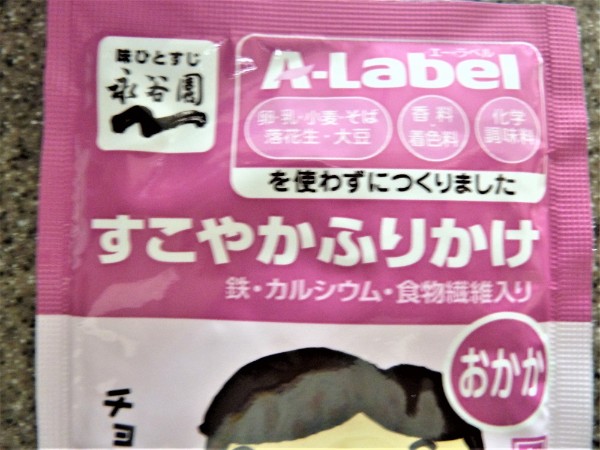 味ひとすじ
永谷園
エーラベル
A-Label
卵・乳・小麦・そば
落花生・大豆
香料
着色料
化学
調味料
を使わずにつくりました
すこやかふりかけ
鉄・カルシウム・食物繊維入り
おかか
チョ